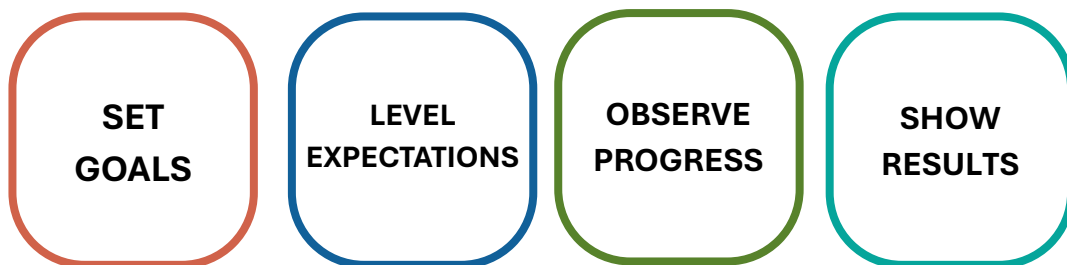 SET
GOALS
LEVEL
EXPECTATIONS
OBSERVE
PROGRESS
SHOW
RESULTS